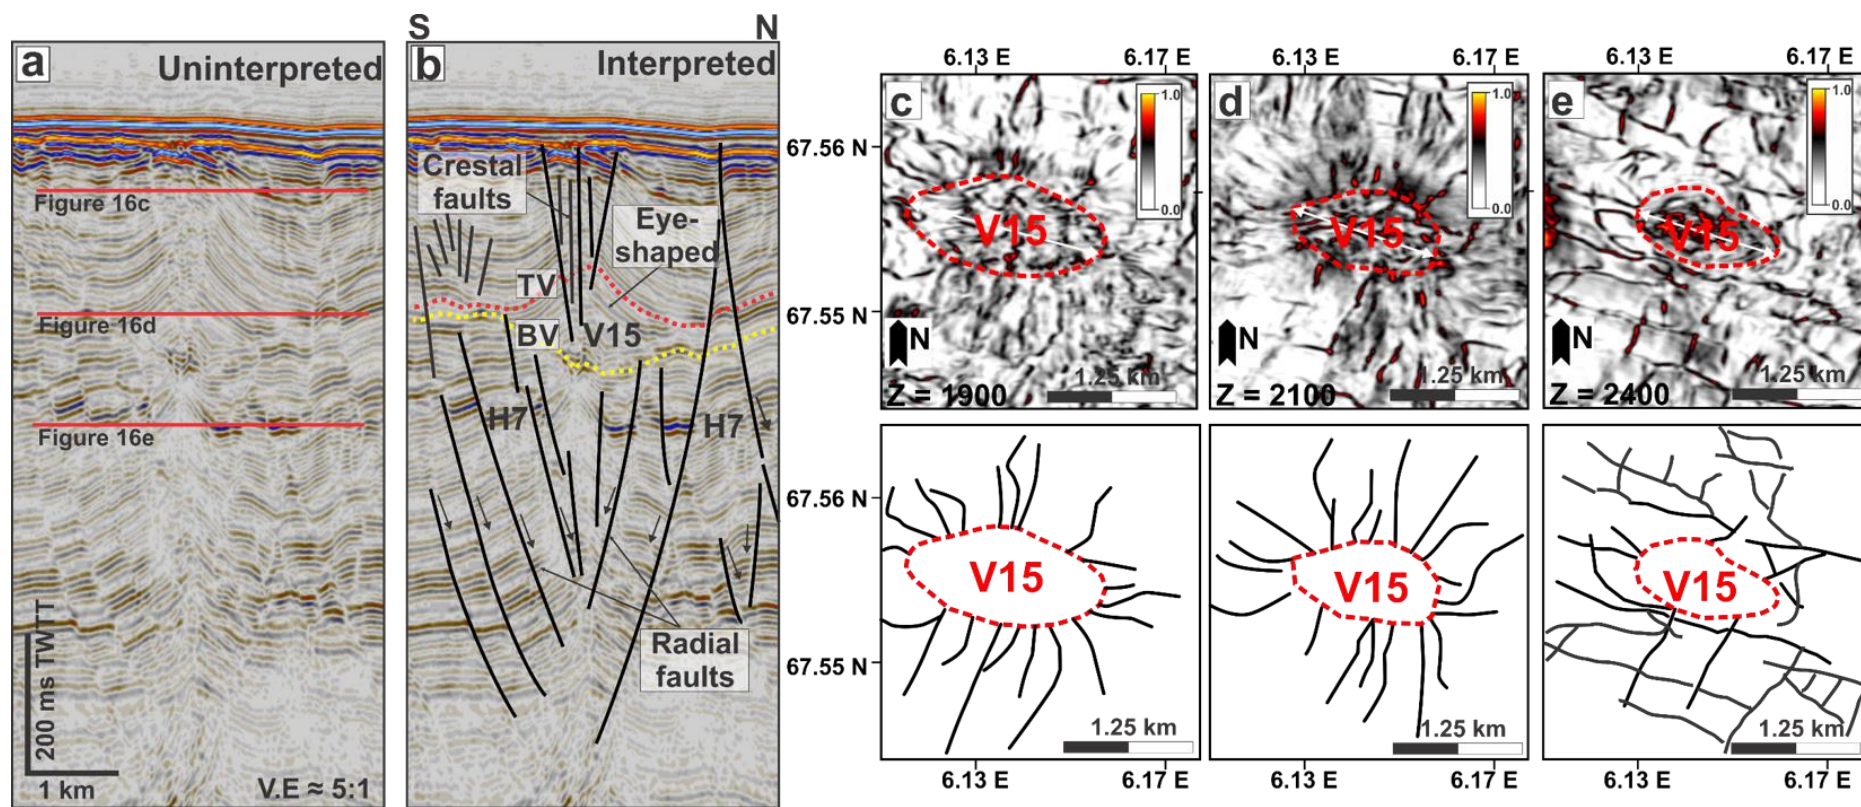 a
Uninterpreted
Figure 16c
Figure 16d
Figure 16e
200 ms TWTT
1 km
V.E ≈ 5:1
S
N
b
Interpreted
Crestal
faults
Eye-
shaped
TV
BV
V15
H7
H7
Radial
faults
6.13 E
6.17 E
67.56 N
67.55 N
c
1.0
0.0
V15
N
1.25 km
Z = 1900
6.13 E
6.17 E
d
1.0
0.0
V15
N
1.25 km
Z = 2100
6.13 E
6.17 E
e
1.0
0.0
V15
N
1.25 km
Z = 2400
67.56 N
67.55 N
V15
1.25 km
6.13 E
6.17 E
V15
1.25 km
6.13 E
6.17 E
V15
1.25 km
6.13 E
6.17 E